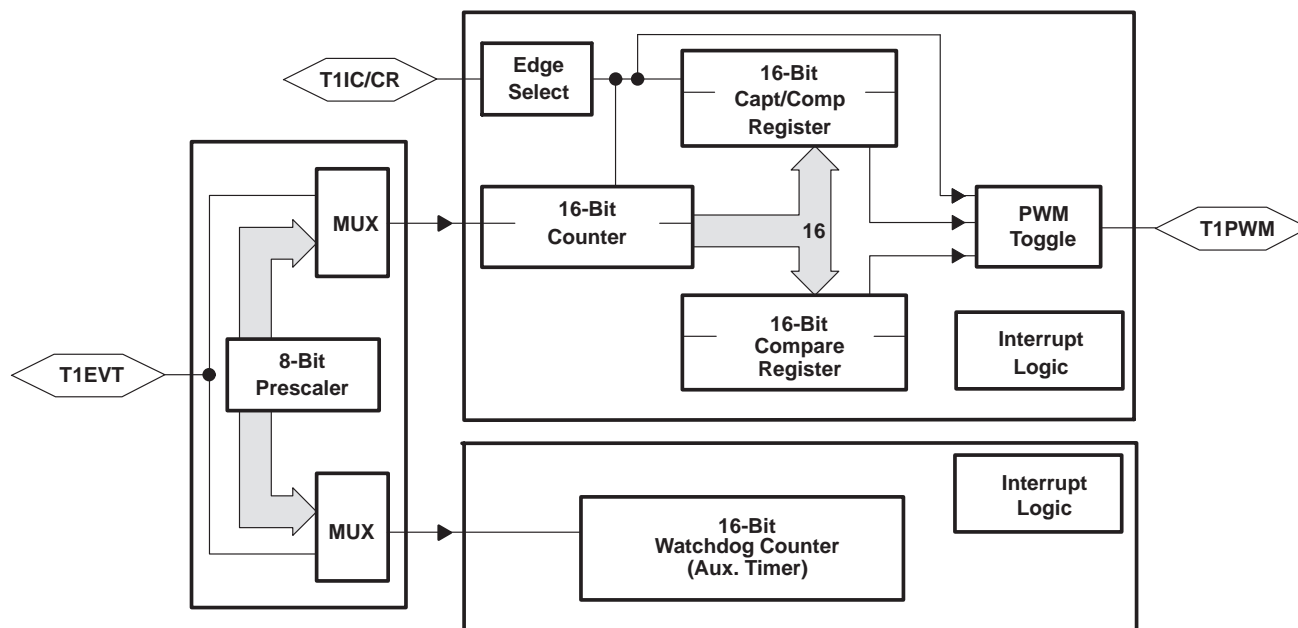 T1IC/CR
Edge
Select
16-Bit
Capt/Comp
Register
MUX
16-Bit
Counter
16
PWM
Toggle
T1PWM
16-Bit
Compare
Register
Interrupt
Logic
T1EVT
8-Bit
Prescaler
MUX
16-Bit
Watchdog Counter
(Aux. Timer)
Interrupt
Logic